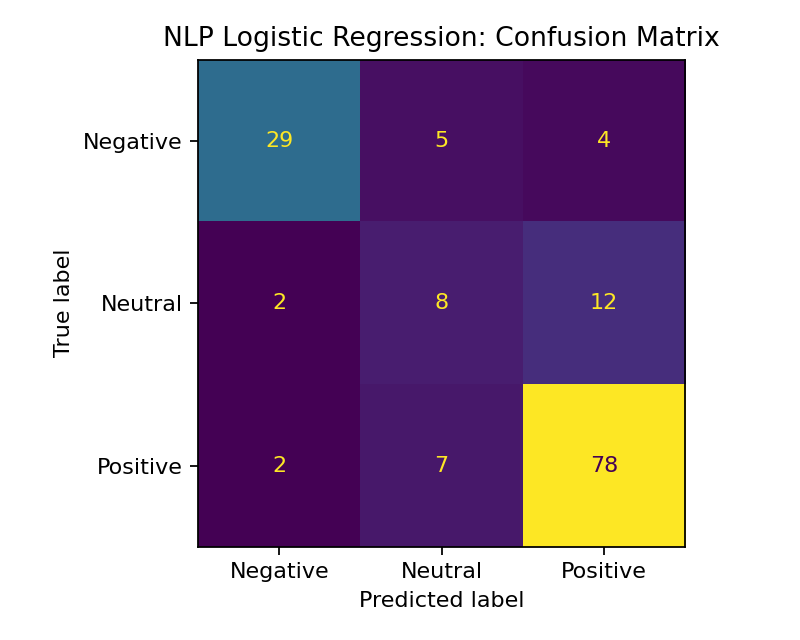 NLP Logistic Regression: Confusion Matrix
Negative 29 5 4
True label
Neutral 2 8 12
Positive 2 7 78
Negative Neutral Positive
Predicted label